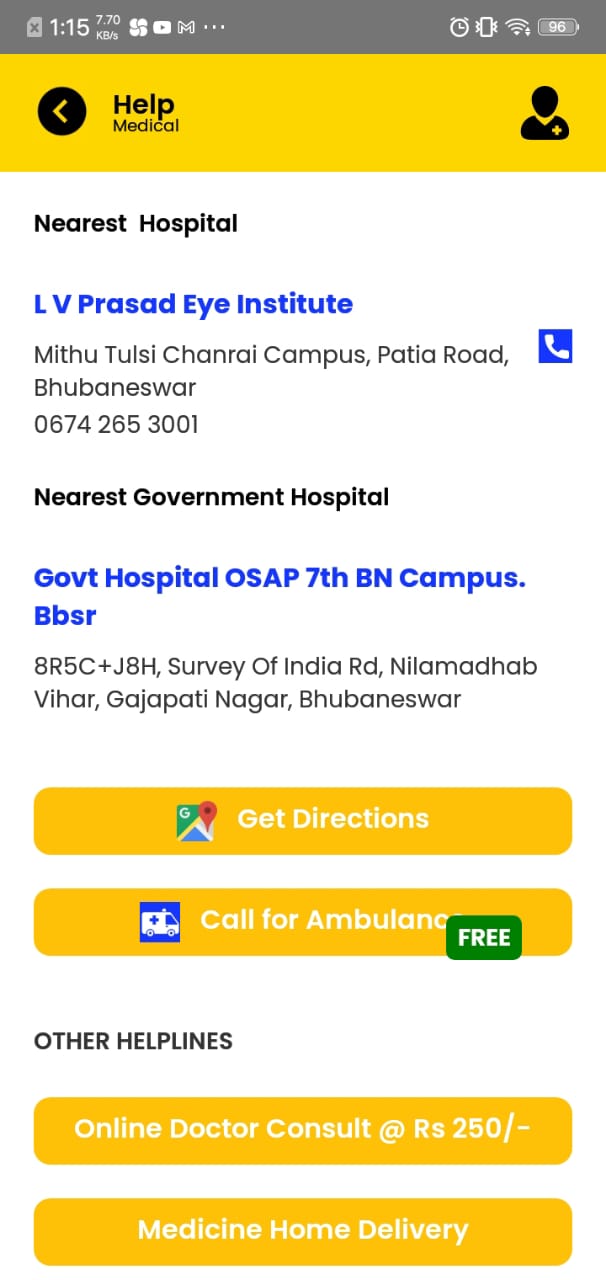 1:15 7.70 KB/s ... 96
Help
Medical
Nearest Hospital
L V Prasad Eye Institute
Mithu Tulsi Chanrai Campus, Patia Road,
Bhubaneswar
0674 265 3001
Nearest Government Hospital
Govt Hospital OSAP 7th BN Campus.
Bbsr
8R5C+J8H, Survey Of India Rd, Nilamadhab
Vihar, Gajapati Nagar, Bhubaneswar
G Get Directions
Call for Ambulance
FREE
OTHER HELPLINES
Online Doctor Consult @ Rs 250/-
Medicine Home Delivery